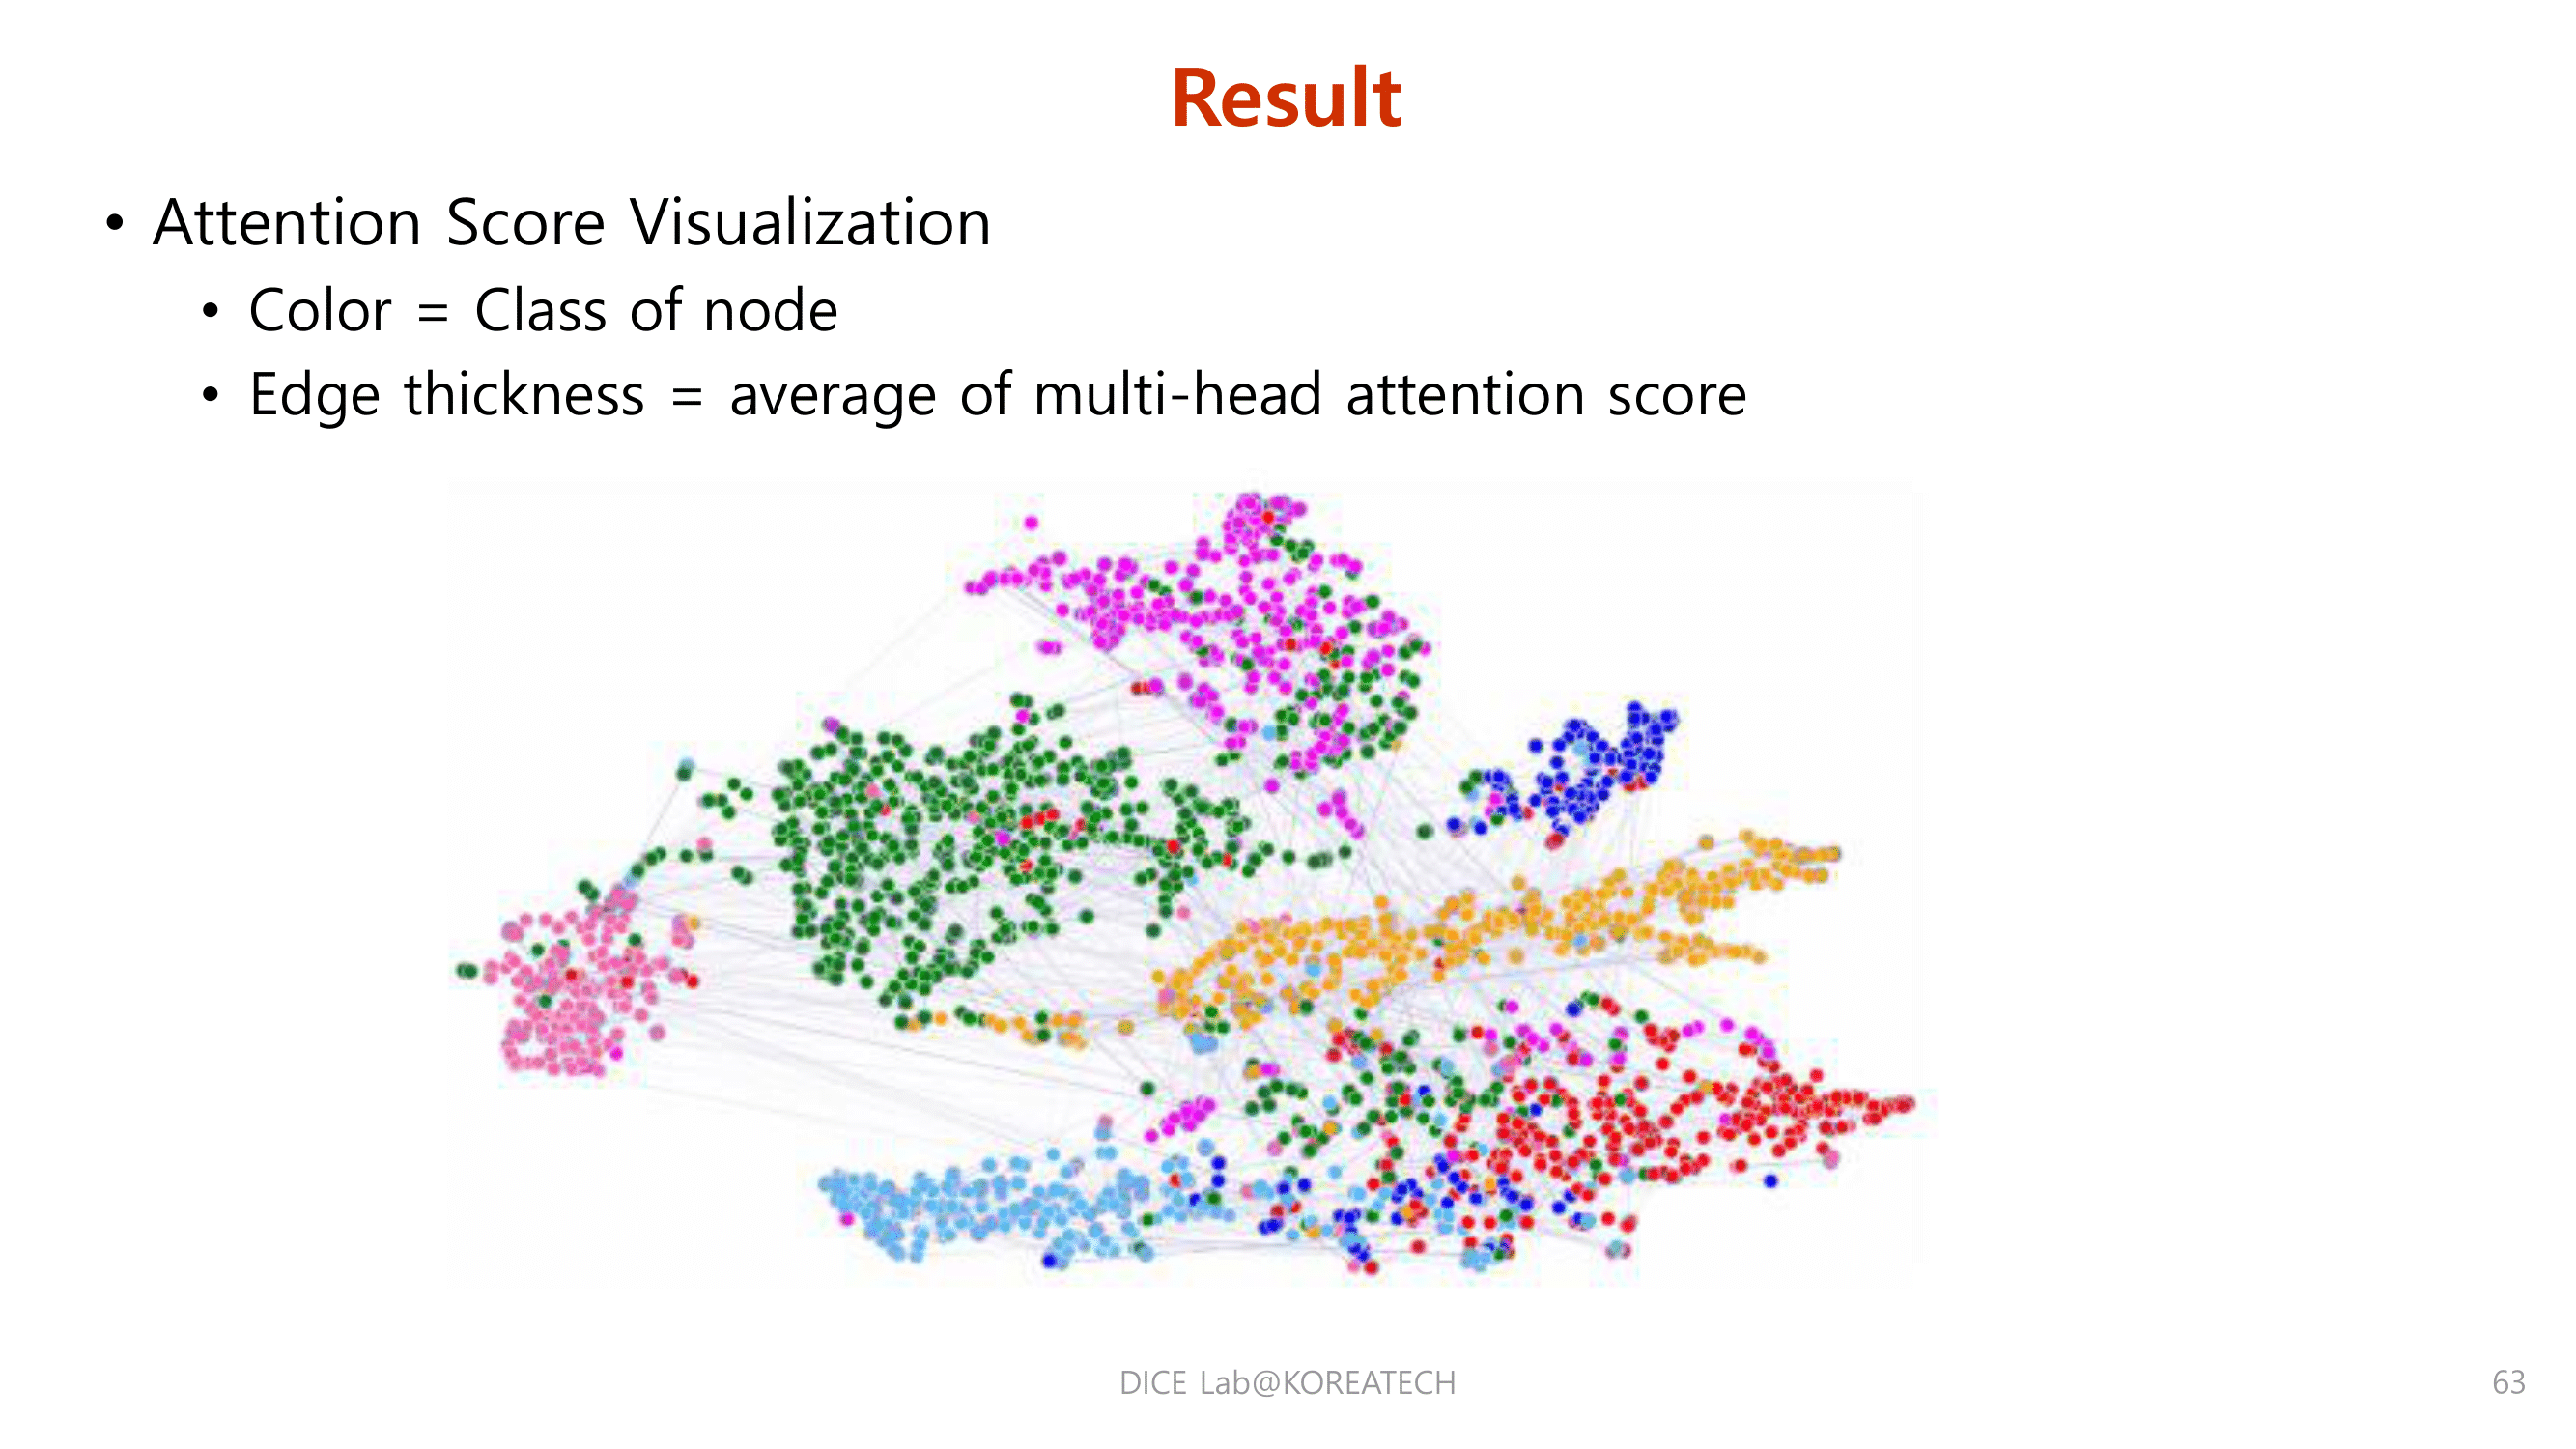 Result
• Attention Score Visualization
• Color = Class of node
• Edge thickness = average of multi-head attention score
DICE Lab@KOREATECH
63